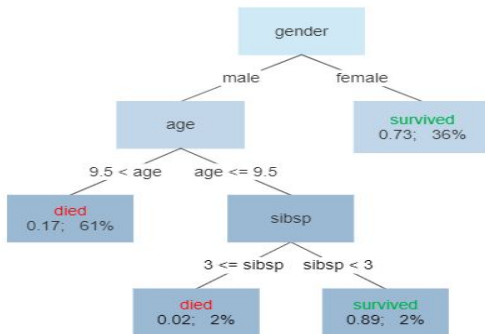 gender
male female
age
survived
0.73; 36%
9.5 < age age <= 9.5
died
0.17; 61%
sibsp
3 <= sibsp sibsp < 3
died
0.02; 2%
survived
0.89; 2%